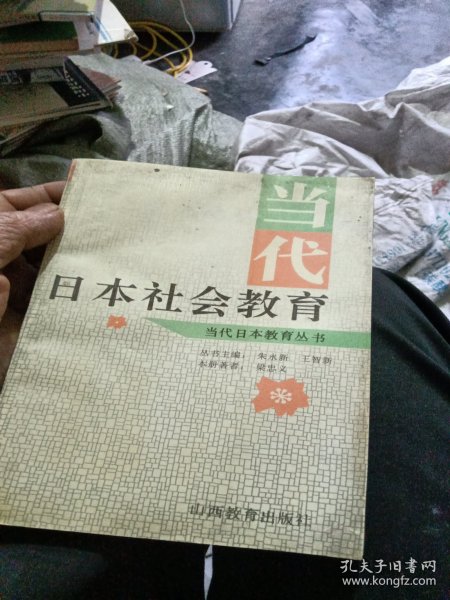 当代
日本社会教育
当代日本教育丛书
丛书主编：朱永新 王智新
本册著者：梁忠义
山西教育出版社
孔夫子旧书网
www.kongfz.com